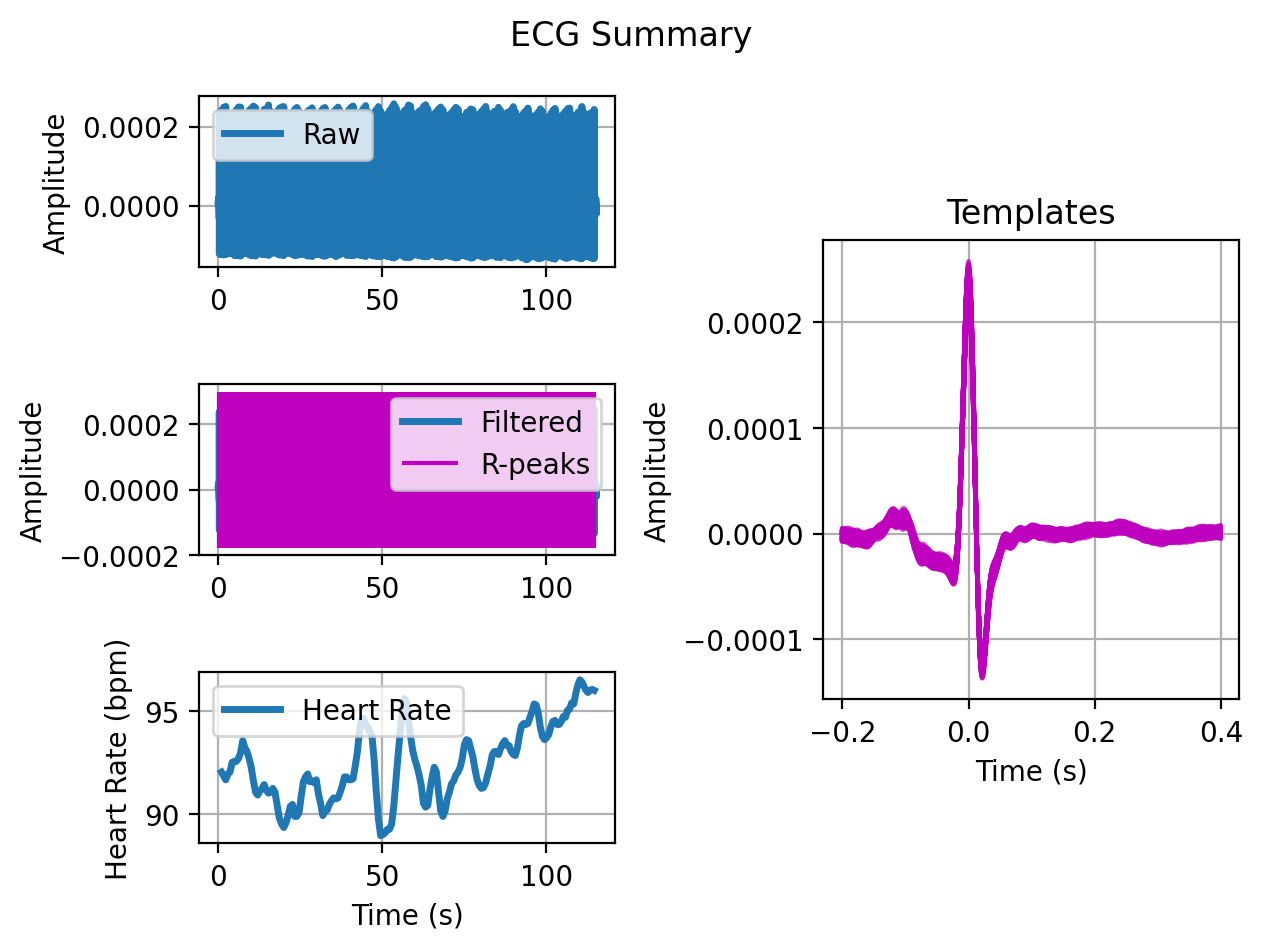 ECG Summary
Amplitude
0.0002
0.0000
Raw
0
50
100
Amplitude
0.0002
0.0000
−0.0002
Filtered
R-peaks
0
50
100
Heart Rate (bpm)
95
90
Heart Rate
0
50
100
Time (s)
Templates
Amplitude
0.0002
0.0001
0.0000
−0.0001
−0.2
0.0
0.2
0.4
Time (s)